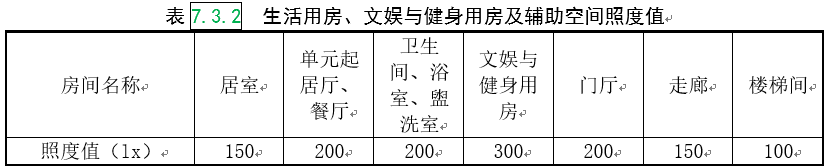 表 7.3.2 生活用房、文娱与健身用房及辅助空间照度值
房间名称 居室 单元起居厅、餐厅 卫生间、浴室、盥洗室 文娱与健身用房 门厅 走廊 楼梯间
照度值（lx） 150 200 200 300 200 150 100